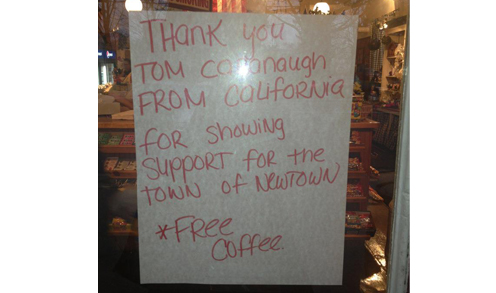 THank you
TOM Cavanaugh
FROM CaLIFORNIA
FOR Showing
SUPPORT FOR the
TOWN of NewTOWN
*FRee
COFFee.